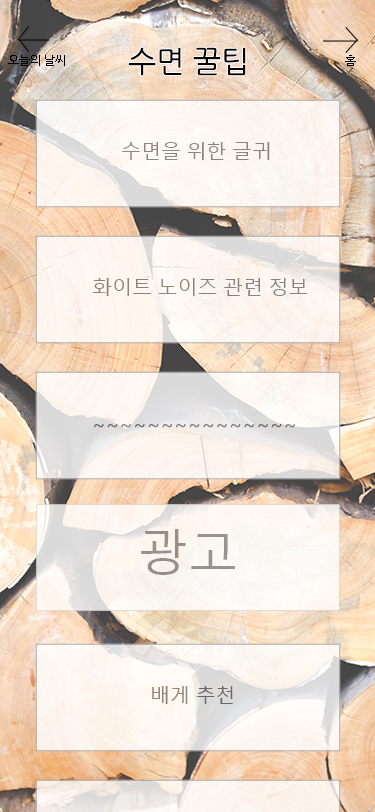 수면 꿀팁
오늘의 날씨
홈
수면을 위한 글귀
화이트 노이즈 관련 정보
~~~~~~~~~~~~~~~
광고
배게 추천